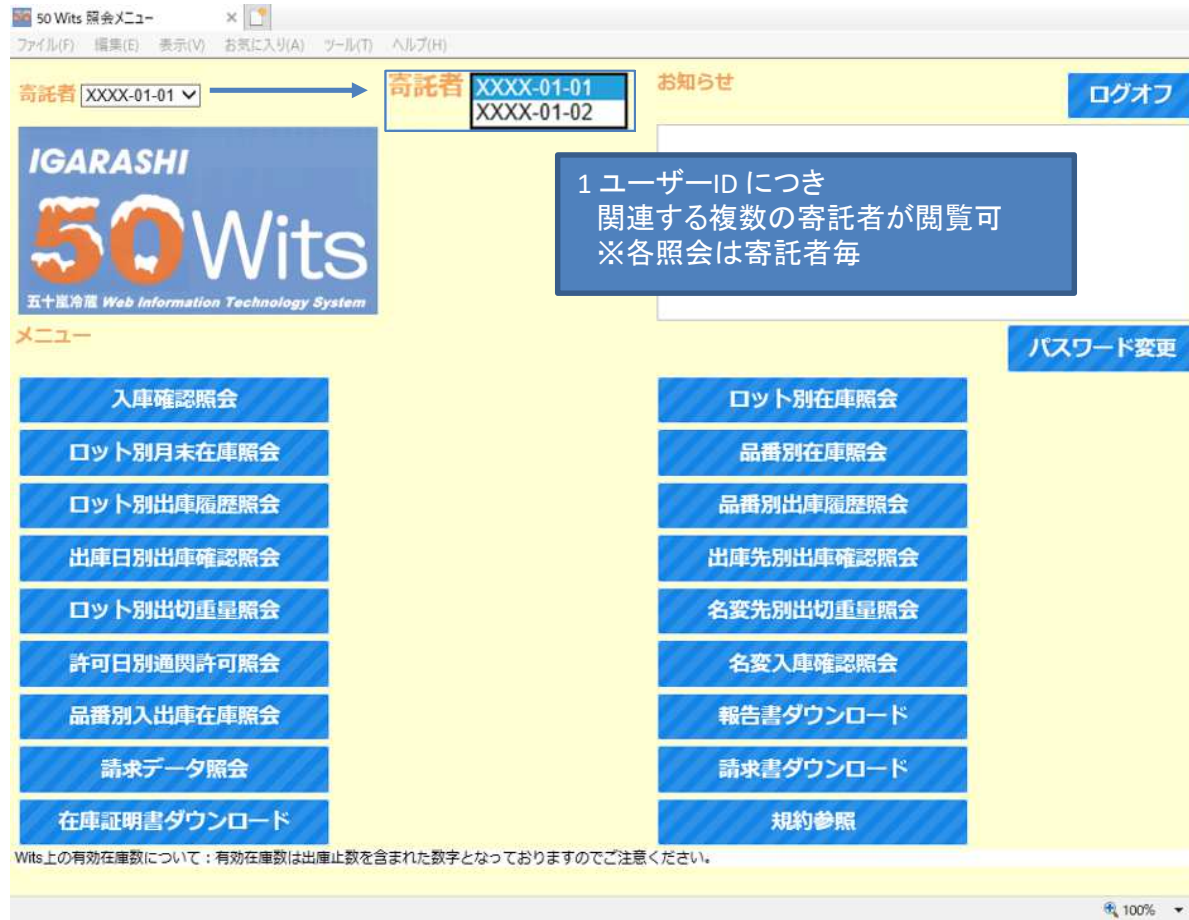 50 Wits 照会メニュー
ファイル(F) 編集(E) 表示(V) お気に入り(A) ツール(T) ヘルプ(H)
寄託者 XXXX-01-01
寄託者 XXXX-01-01
XXXX-01-02
お知らせ
ログオフ
IGARASHI
50 Wits
五十嵐冷蔵 Web Information Technology System
1 ユーザーID につき
関連する複数の寄託者が閲覧可
※各照会は寄託者毎
メニュー
パスワード変更
入庫確認照会
ロット別在庫照会
ロット別月末在庫照会
品番別在庫照会
ロット別出庫履歴照会
品番別出庫履歴照会
出庫日別出庫確認照会
出庫先別出庫確認照会
ロット別出切重量照会
名変先別出切重量照会
許可日別通関許可照会
名変入庫確認照会
品番別入出庫在庫照会
報告書ダウンロード
請求データ照会
請求書ダウンロード
在庫証明書ダウンロード
規約参照
Wits上の有効在庫数について：有効在庫数は出庫止数を含まれた数字となっておりますのでご注意ください。
100%